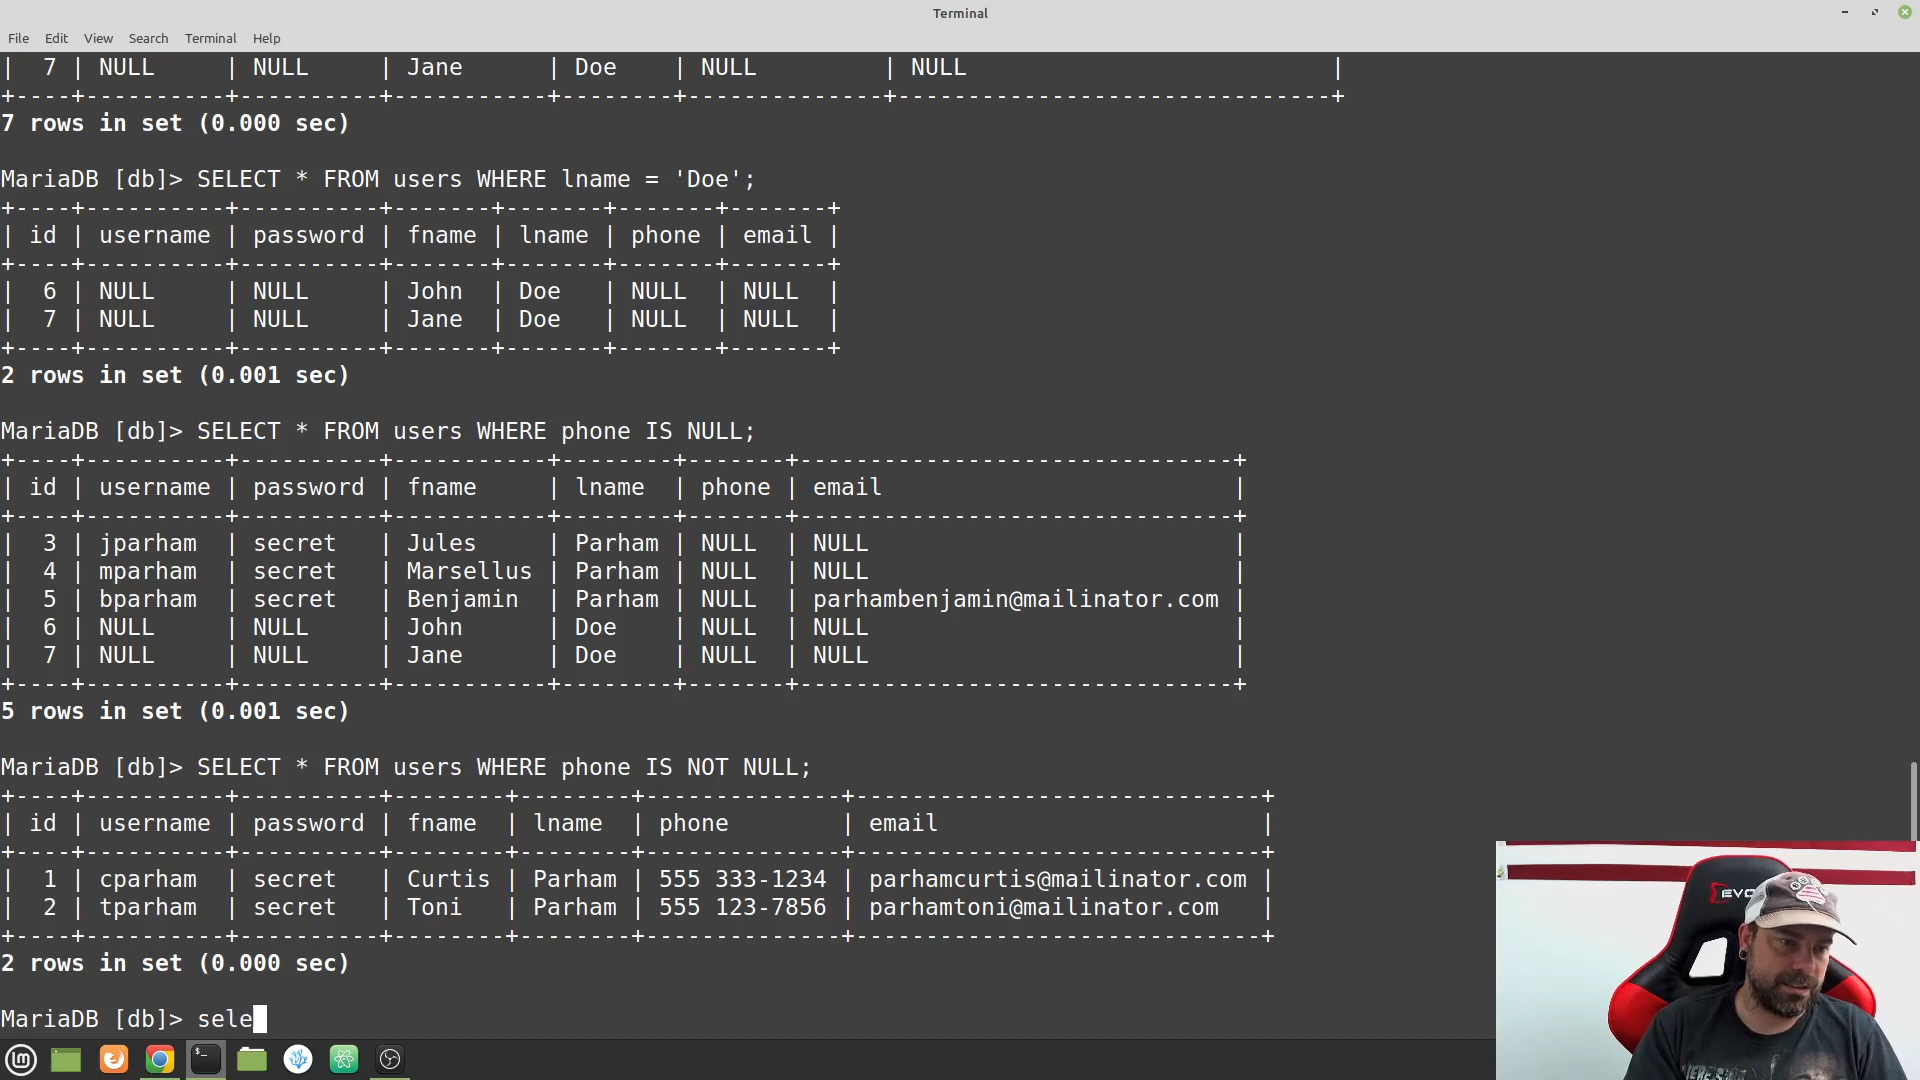 Terminal
File Edit View Search Terminal Help
|  7 | NULL     | NULL     | Jane      | Doe    | NULL         | NULL                          |
+----+----------+----------+-----------+--------+--------------+-------------------------------+
7 rows in set (0.000 sec)
MariaDB [db]> SELECT * FROM users WHERE lname = 'Doe';
+----+----------+----------+-------+-------+-------+-------+
| id | username | password | fname | lname | phone | email |
+----+----------+----------+-------+-------+-------+-------+
|  6 | NULL     | NULL     | John  | Doe   | NULL  | NULL  |
|  7 | NULL     | NULL     | Jane  | Doe   | NULL  | NULL  |
+----+----------+----------+-------+-------+-------+-------+
2 rows in set (0.001 sec)
MariaDB [db]> SELECT * FROM users WHERE phone IS NULL;
+----+----------+----------+-----------+--------+-------+-------------------------------+
| id | username | password | fname     | lname  | phone | email                         |
+----+----------+----------+-----------+--------+-------+-------------------------------+
|  3 | jparham  | secret   | Jules     | Parham | NULL  | NULL                          |
|  4 | mparham  | secret   | Marsellus | Parham | NULL  | NULL                          |
|  5 | bparham  | secret   | Benjamin  | Parham | NULL  | parhambenjamin@mailinator.com |
|  6 | NULL     | NULL     | John      | Doe    | NULL  | NULL                          |
|  7 | NULL     | NULL     | Jane      | Doe    | NULL  | NULL                          |
+----+----------+----------+-----------+--------+-------+-------------------------------+
5 rows in set (0.001 sec)
MariaDB [db]> SELECT * FROM users WHERE phone IS NOT NULL;
+----+----------+----------+--------+--------+--------------+-----------------------------+
| id | username | password | fname  | lname  | phone        | email                       |
+----+----------+----------+--------+--------+--------------+-----------------------------+
|  1 | cparham  | secret   | Curtis | Parham | 555 333-1234 | parhamcurtis@mailinator.com |
|  2 | tparham  | secret   | Toni   | Parham | 555 123-7856 | parhamtoni@mailinator.com   |
+----+----------+----------+--------+--------+--------------+-----------------------------+
2 rows in set (0.000 sec)
MariaDB [db]> sele